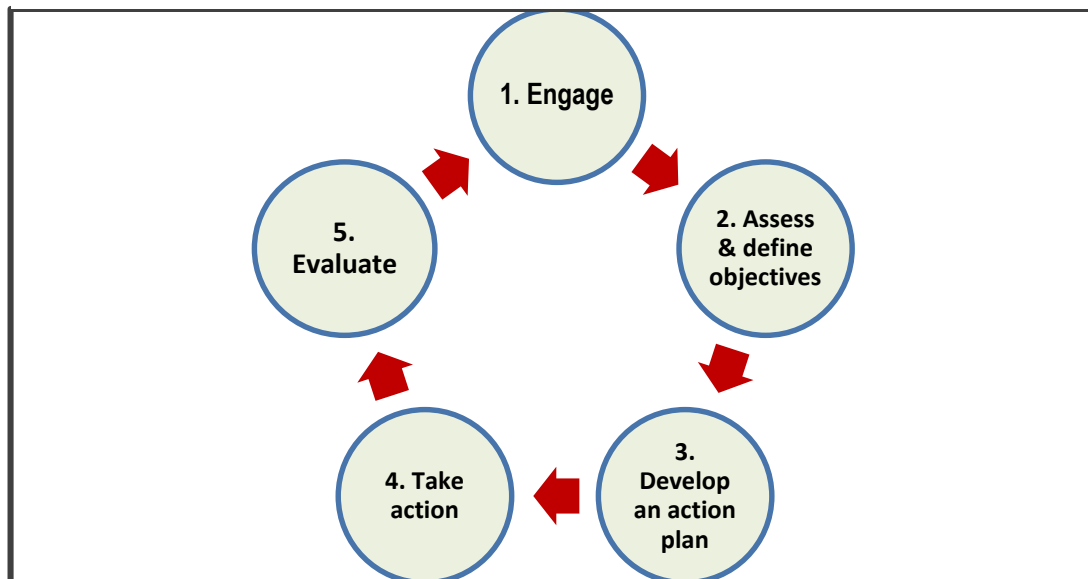 1. Engage
2. Assess
& define
objectives
3.
Develop
an action
plan
4. Take
action
5.
Evaluate